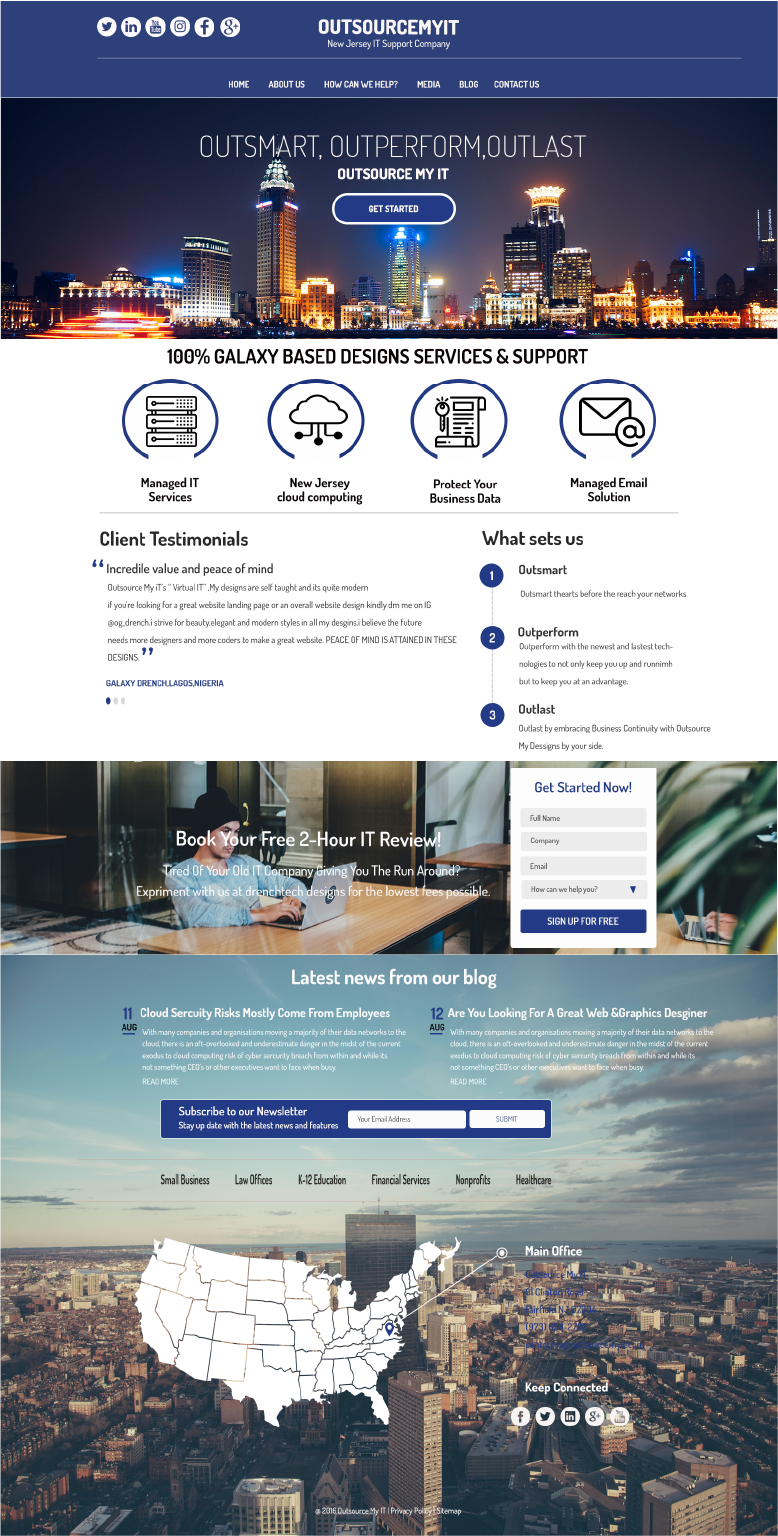 OUTSOURCEMYIT
New Jersey IT Support Company
HOME ABOUT US HOW CAN WE HELP? MEDIA BLOG CONTACT US
OUTSMART, OUTPERFORM,OUTLAST
OUTSOURCE MY IT
GET STARTED
100% GALAXY BASED DESIGNS SERVICES & SUPPORT
Managed IT
Services
New Jersey
cloud computing
Protect Your
Business Data
Managed Email
Solution
Client Testimonials
“ Incredile value and peace of mind
Outsource My iT's " Virtual IT" ,My designs are self taught and its quite modern
if you're looking for a great website landing page or an overall website design kindly dm me on IG
@og_drench.i strive for beauty,elegant and modern styles in all my desgins.i believe the future
needs more designers and more coders to make a great website. PEACE OF MIND IS ATTAINED IN THESE
DESIGNS. ”
GALAXY DRENCH,LAGOS,NIGERIA
What sets us
1 Outsmart
Outsmart thearts before the reach your networks
2 Outperform
Outperform with the newest and lastest tech-
nologies to not only keep you up and runnimh
but to keep you at an advantage.
3 Outlast
Outlast by embracing Business Continuity with Outsource
My Dessigns by your side.
Book Your Free 2-Hour IT Review!
Tired Of Your Old IT Company Giving You The Run Around?
Expriment with us at drenchtech designs for the lowest fees possible.
Get Started Now!
Full Name
Company
Email
How can we help you?
SIGN UP FOR FREE
Latest news from our blog
11 AUG
Cloud Sercuity Risks Mostly Come From Employees
With many companies and organisations moving a majority of their data networks to the
cloud, there is an oft-overlooked and underestimate danger in the midst of the current
exodus to cloud computing risk of cyber sercurity breach from within and while its
not something CEO's or other executives want to face when busy.
READ MORE
12 AUG
Are You Looking For A Great Web &Graphics Desginer
With many companies and organisations moving a majority of their data networks to the
cloud, there is an oft-overlooked and underestimate danger in the midst of the current
exodus to cloud computing risk of cyber sercurity breach from within and while its
not something CEO's or other executives want to face when busy.
READ MORE
Subscribe to our Newsletter
Stay up date with the latest news and features
Your Email Address
SUBMIT
Small Business Law Offices K-12 Education Financial Services Nonprofits Healthcare
Main Office
Fairfield NJ
(973)
Keep Connected
@ 2016 Outsource My IT | Privacy Policy | Sitemap